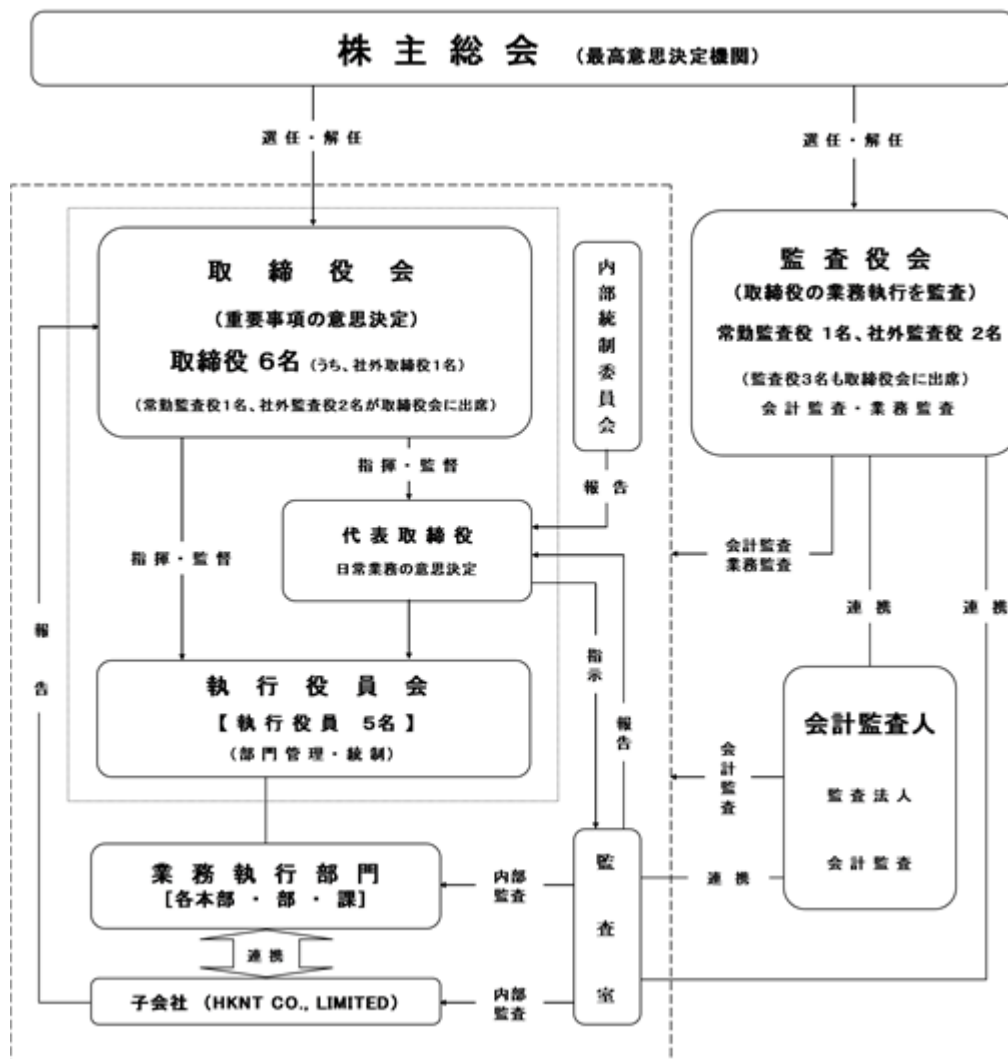 株主総会 (最高意思決定機関)
選任・解任
選任・解任
取締役会
(重要事項の意思決定)
取締役 6名 (うち、社外取締役1名)
(常勤監査役1名、社外監査役2名が取締役会に出席)
内部統制委員会
監査役会
(取締役の業務執行を監査)
常勤監査役 1名、社外監査役 2名
(監査役3名も取締役会に出席)
会計監査・業務監査
指揮・監督
報告
代表取締役
日常業務の意思決定
指揮・監督
会計監査
業務監査
連携
連携
報告
指示
報告
執行役員会
【執行役員 5名】
(部門管理・統制)
会計監査人
監査法人
会計監査
会計監査
業務執行部門
[各本部・部・課]
内部
監査
監査室
連携
連携
子会社 (HKNT CO., LIMITED)
内部
監査